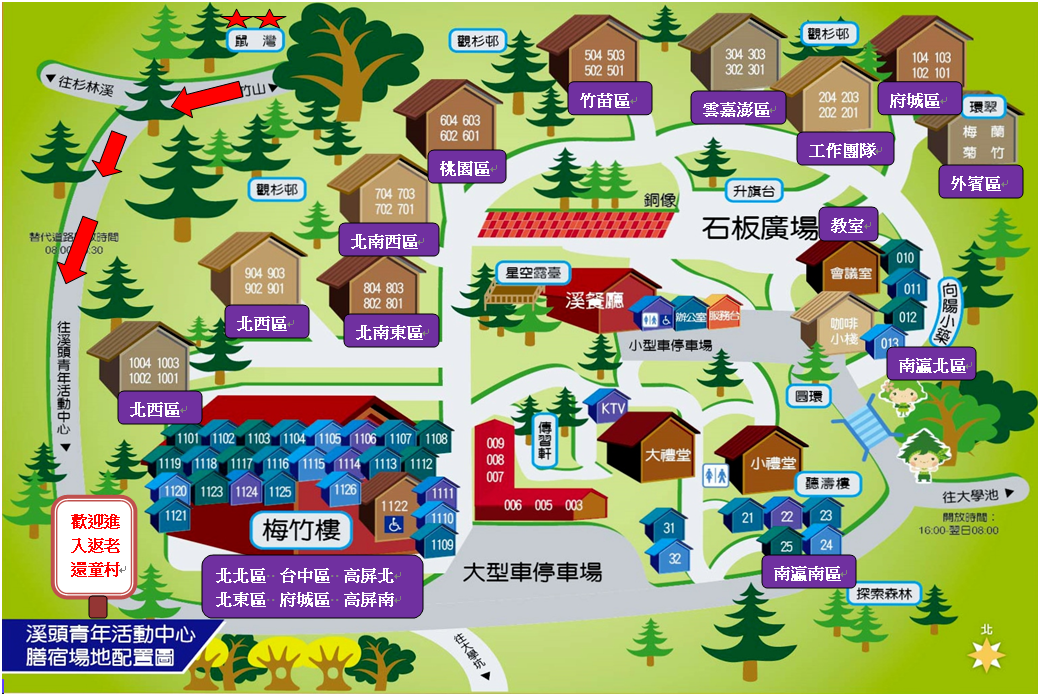 鼠 灣
觀杉邨
504 503
502 501
竹苗區
304 303
302 301
雲嘉澎區
觀杉邨
204 203
202 201
工作團隊
104 103
102 101
府城區
環翠
梅 蘭
菊 竹
外賓區
往杉林溪
竹山
604 603
602 601
桃園區
觀杉邨
704 703
702 701
北南西區
銅像
升旗台
石板廣場
教室
會議室
010
011
012
013
向陽小築
咖啡
小棧
南瀛北區
替代道路
08:00
30
904 903
902 901
北西區
804 803
802 801
北南東區
星空露臺
溪餐廳
辦公室
服務台
小型車停車場
圓環
往溪頭青年活動中心
1004 1003
1002 1001
北西區
1101 1102 1103 1104 1105 1106 1107 1108
1119 1118 1117 1116 1115 1114 1113 1112
1120 1123 1124 1125 1126 1122 1111
1121 1110
1109
梅竹樓
009
008
007
006 005 003
傳習軒
KTV
大禮堂
小禮堂
聽濤樓
往大學池
開放時間：
16:00-翌日08:00
21 22 23
25 24
31
32
南瀛南區
歡迎進
入返老
還童村
北北區 台中區 高屏北
北東區 府城區 高屏南
大型車停車場
探索森林
往大學坑
北
溪頭青年活動中心
膳宿場地配置圖